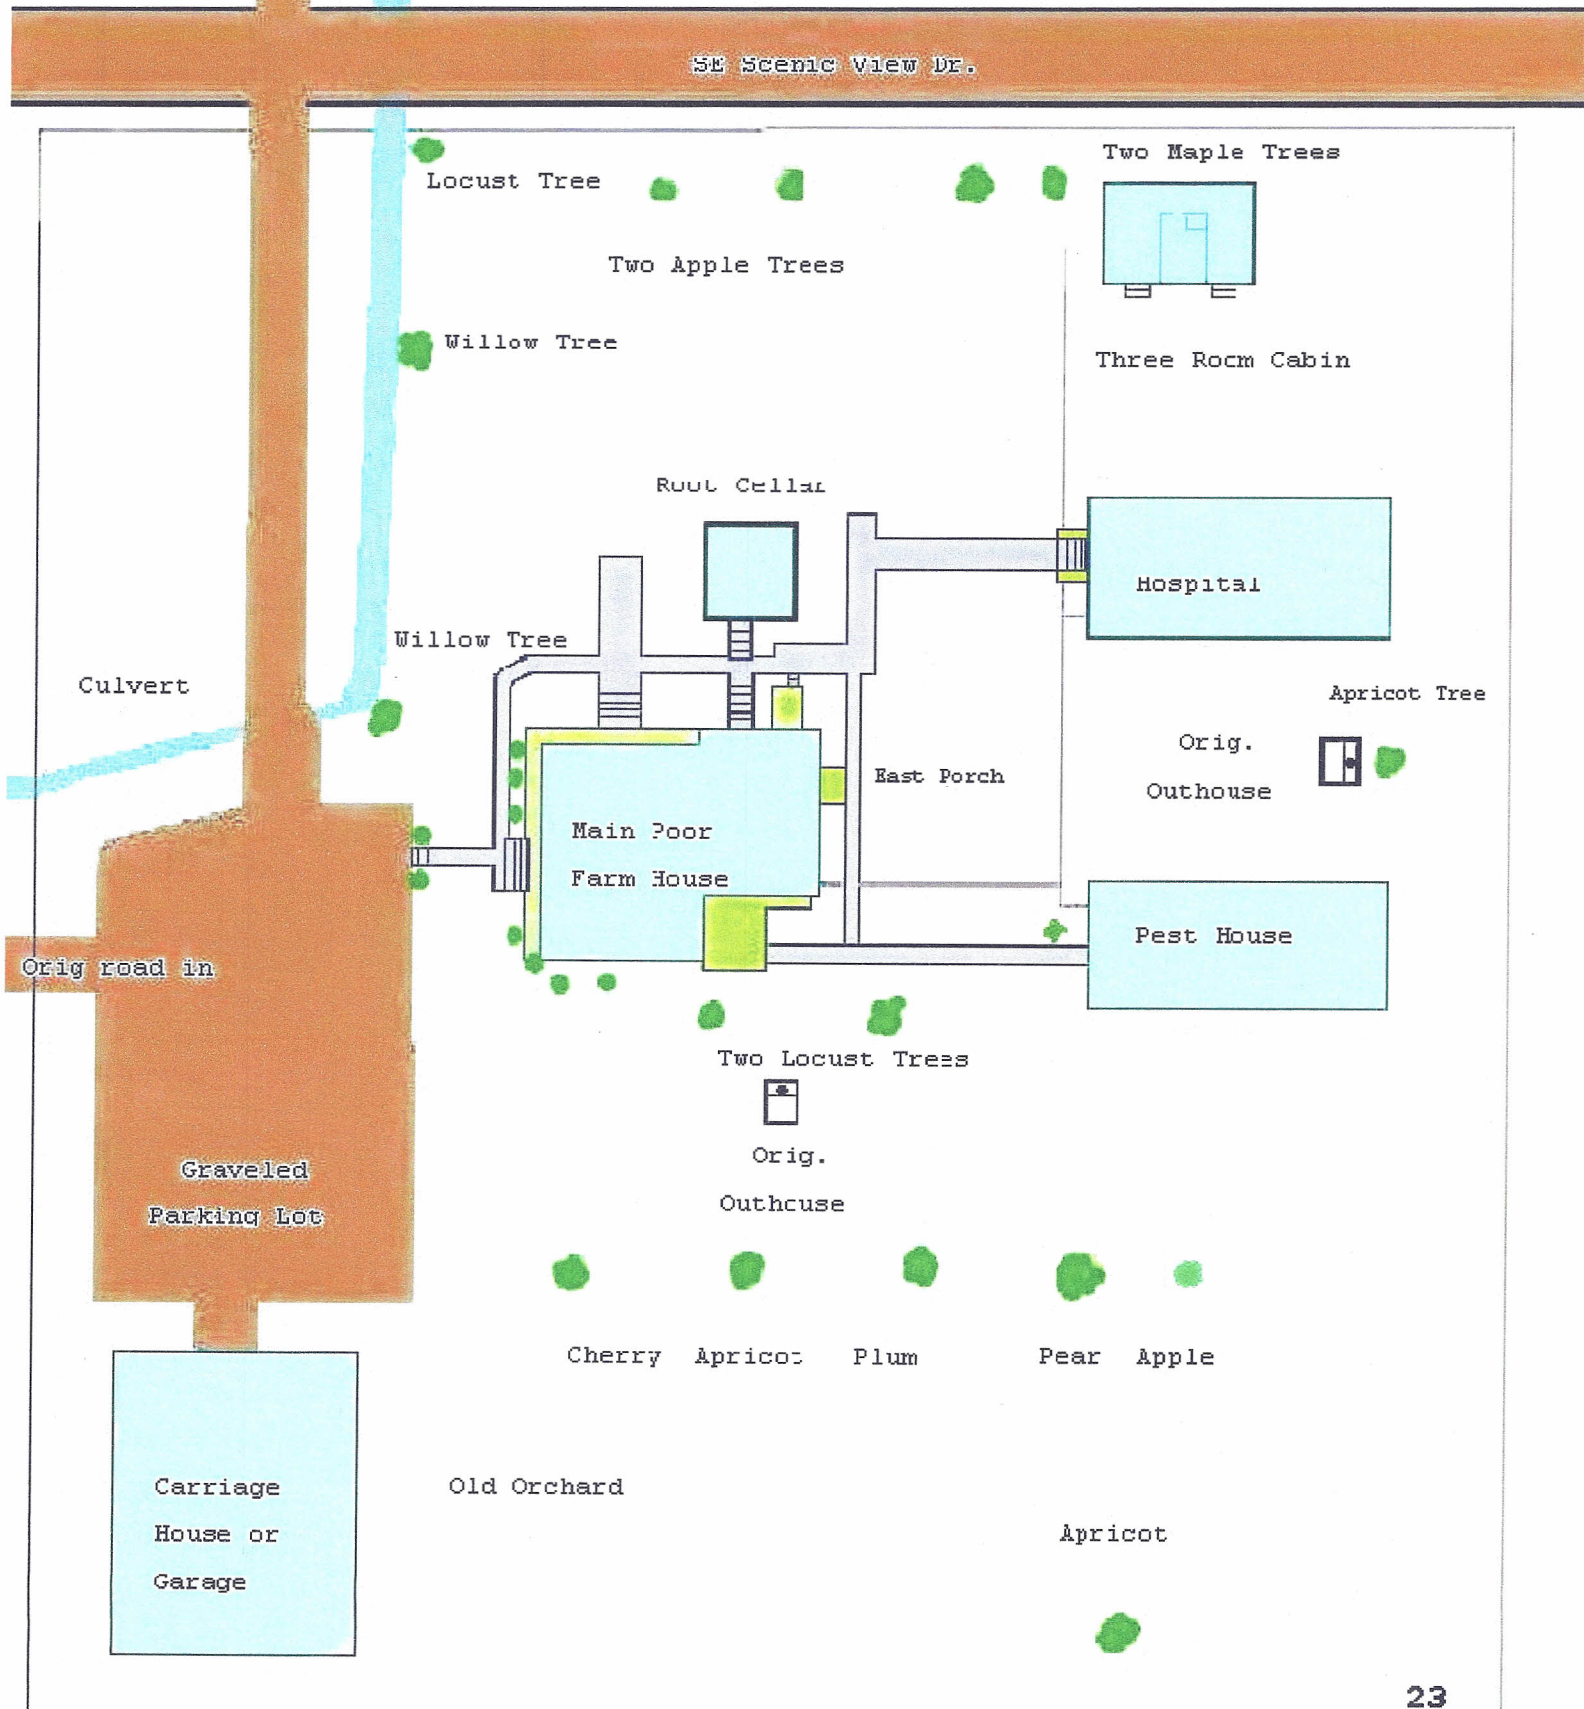 SE Scenic View Dr.
Two Maple Trees
Locust Tree
Two Apple Trees
Willow Tree
Three Rocm Cabin
Root Cellar
Hospital
Willow Tree
Culvert
Apricot Tree
Orig.
Outhouse
East Porch
Main Poor
Farm House
Pest House
Orig road in
Two Locust Trees
Orig.
Outhcuse
Graveled
Parking Lot
Cherry Apricot Plum Pear Apple
Carriage
House or
Garage
Old Orchard
Apricot
23